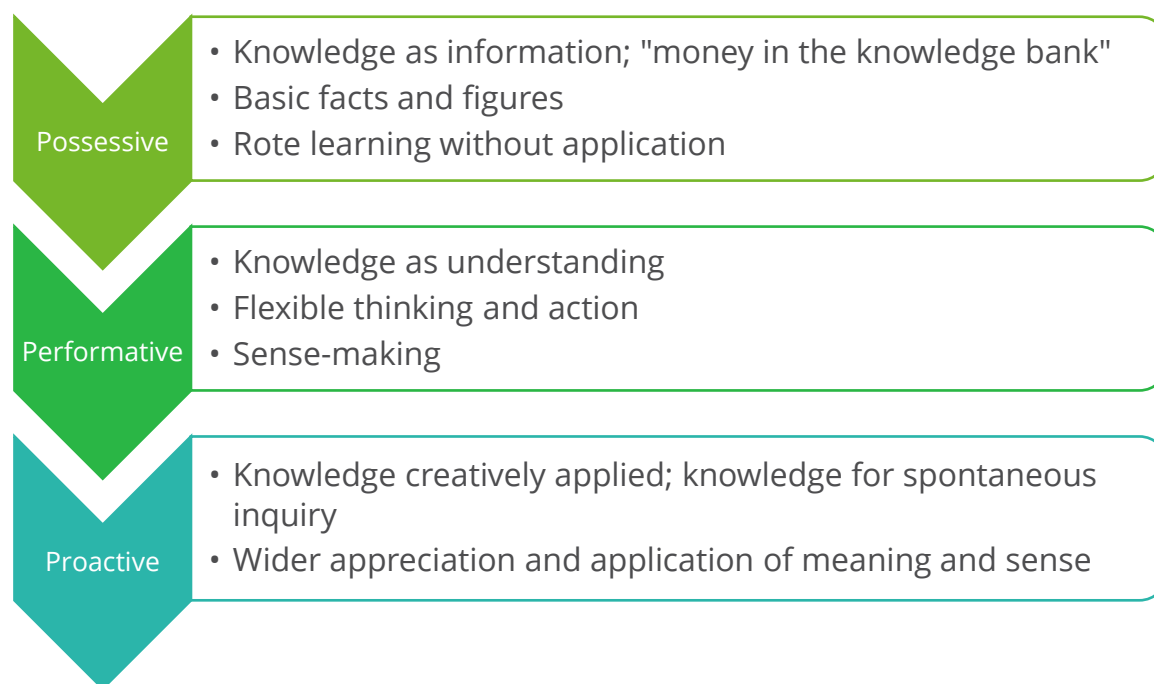 Possessive
• Knowledge as information; "money in the knowledge bank"
• Basic facts and figures
• Rote learning without application
Performative
• Knowledge as understanding
• Flexible thinking and action
• Sense-making
Proactive
• Knowledge creatively applied; knowledge for spontaneous
inquiry
• Wider appreciation and application of meaning and sense